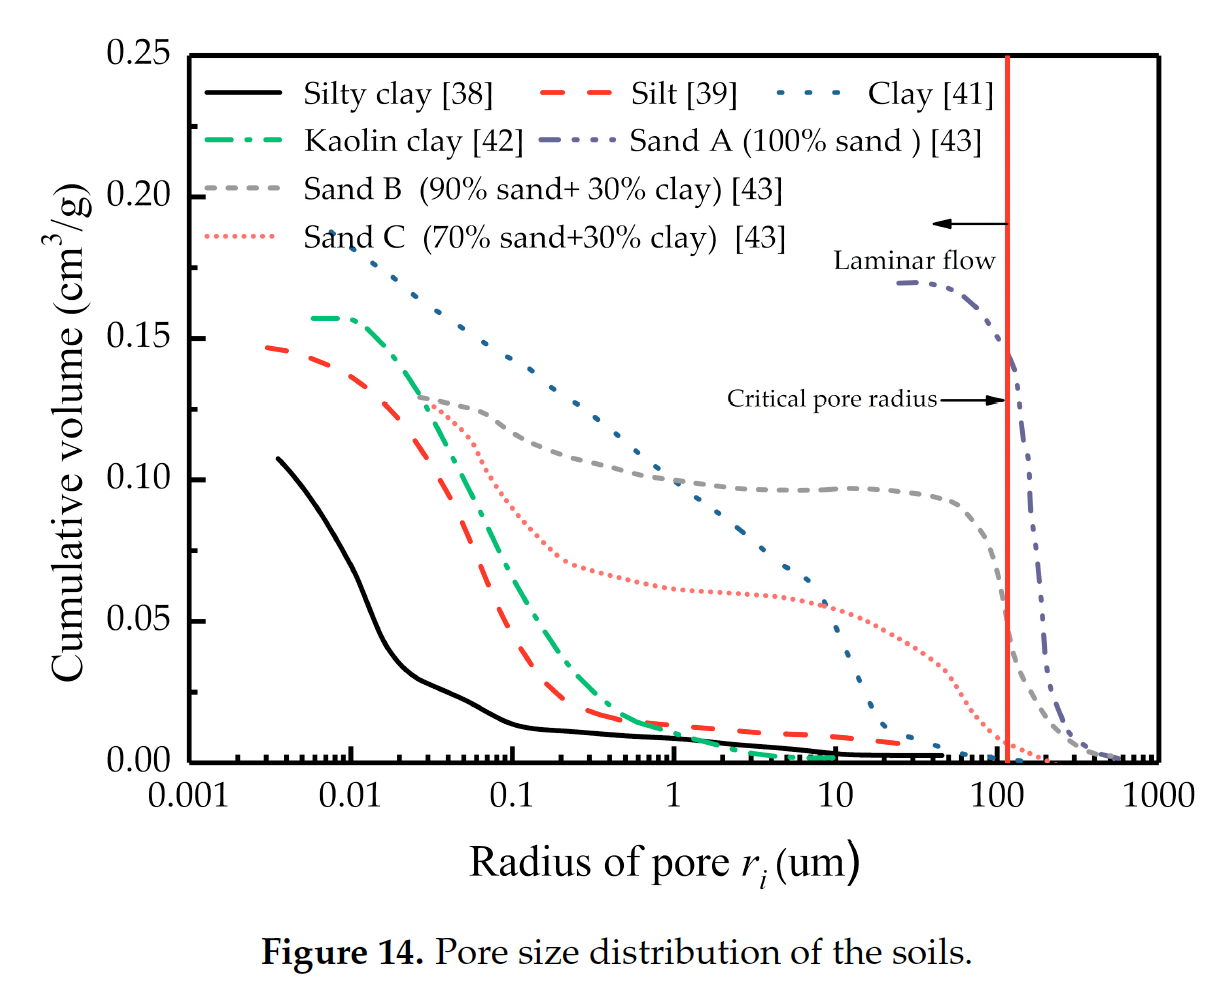 0.25
0.20
0.15
0.10
0.05
0.00
Cumulative volume (cm³/g)
Silty clay [38]
Silt [39]
Clay [41]
Kaolin clay [42]
Sand A (100% sand ) [43]
Sand B (90% sand+ 30% clay) [43]
Sand C (70% sand+30% clay) [43]
Laminar flow
Critical pore radius
0.001
0.01
0.1
1
10
100
1000
Radius of pore rᵢ (um)
Figure 14. Pore size distribution of the soils.